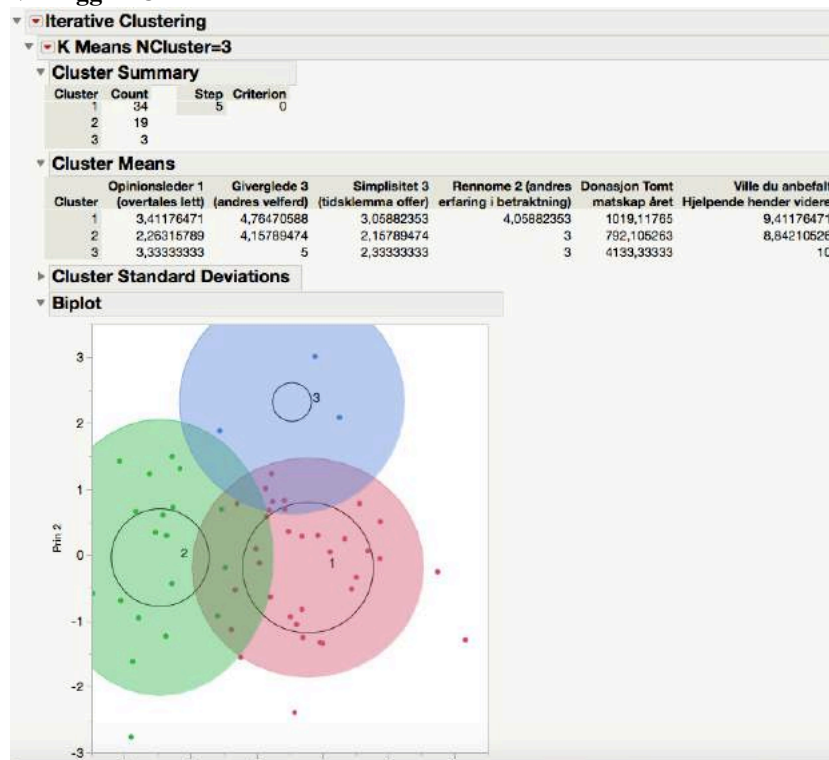 Iterative Clustering
K Means NCluster=3
Cluster Summary
Cluster Count Step Criterion
1 34 5 0
2 19
3 3
Cluster Means
Opinionsleder 1 Giverglede 3 Simplisitet 3 Rennome 2 (andres Donasjon Tomt Ville du anbefalt
Cluster (overtales lett) (andres velferd) (tidsklemma offer) erfaring i betraktning) matskap året Hjelpende hender videre
1 3,41176471 4,76470588 3,05882353 4,05882353 1019,11765 9,41176471
2 2,26315789 4,15789474 2,15789474 3 792,105263 8,84210526
3 3,33333333 5 2,33333333 3 4133,33333 10
Cluster Standard Deviations
Biplot
3
3
2
1
2
0
1
Prin 2
-1
-2
-3